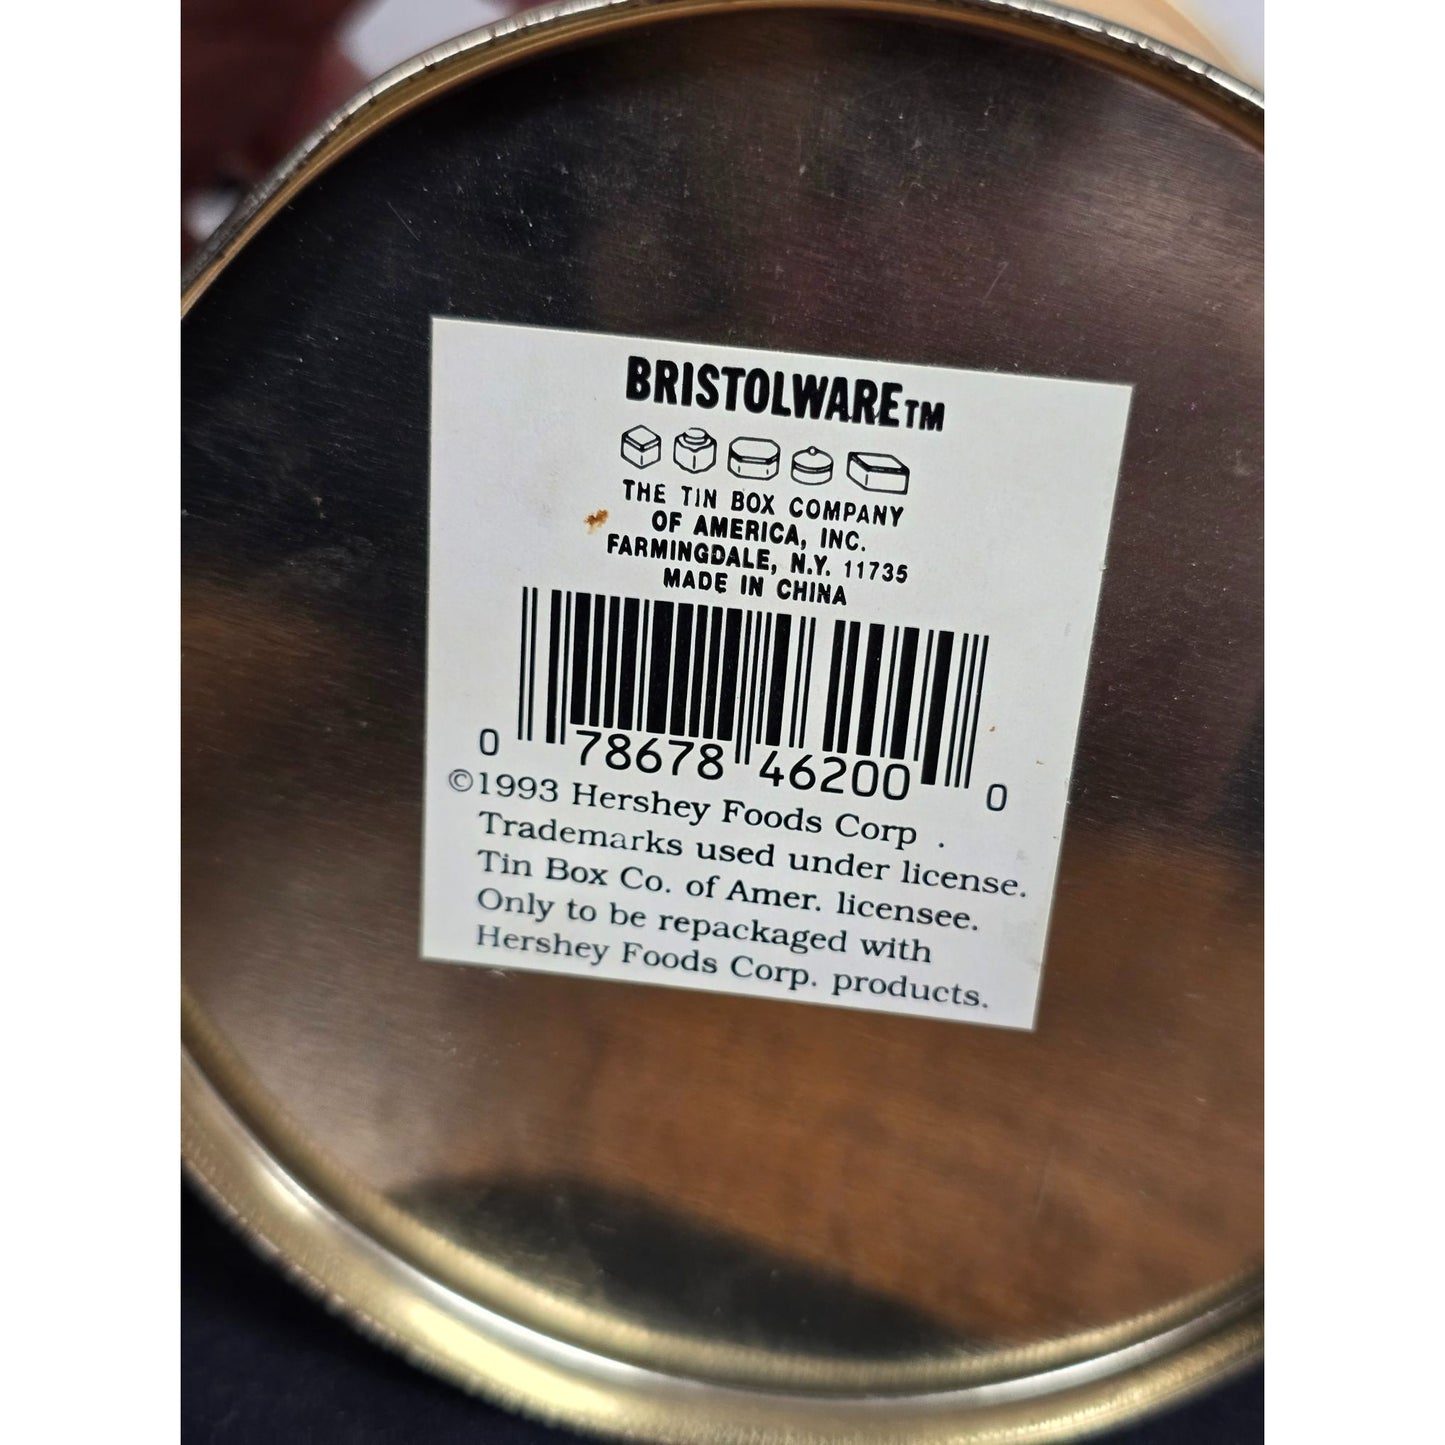 BRISTOLWARE™
THE TIN BOX COMPANY
OF AMERICA, INC.
FARMINGDALE, N.Y. 11735
MADE IN CHINA
0 78678 46200 0
©1993 Hershey Foods Corp .
Trademarks used under license.
Tin Box Co. of Amer. licensee.
Only to be repackaged with
Hershey Foods Corp. products.